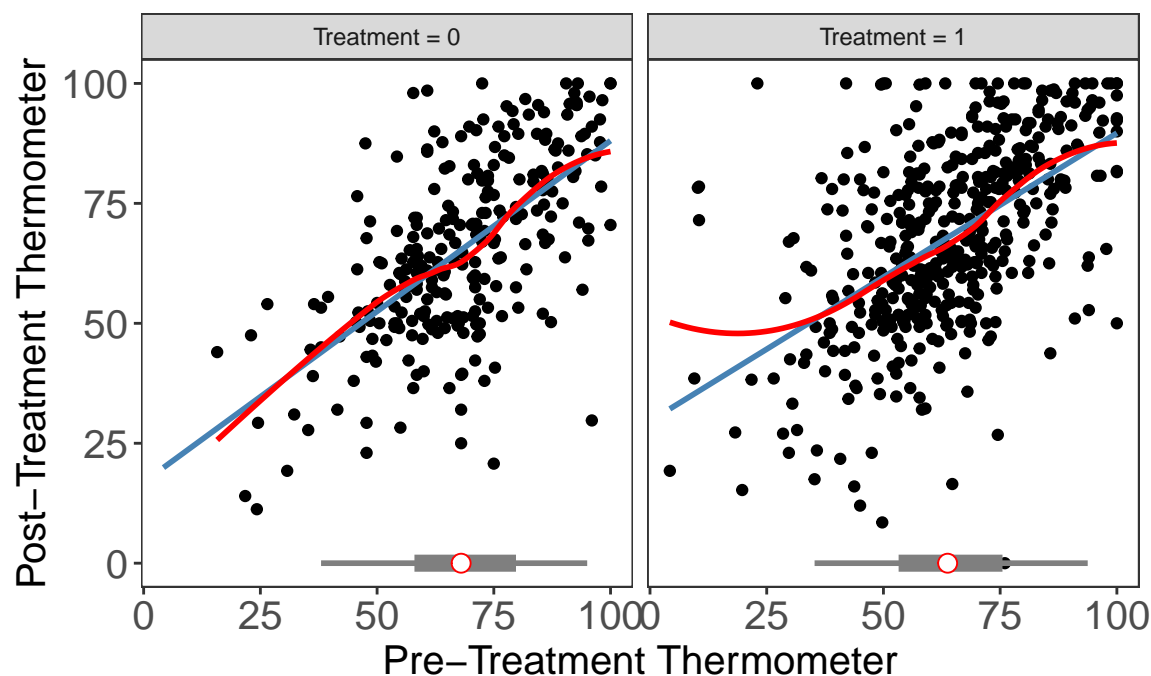 Treatment = 0
Treatment = 1
Post−Treatment Thermometer
100
75
50
25
0
0 25 50 75 100
0 25 50 75 100
Pre−Treatment Thermometer